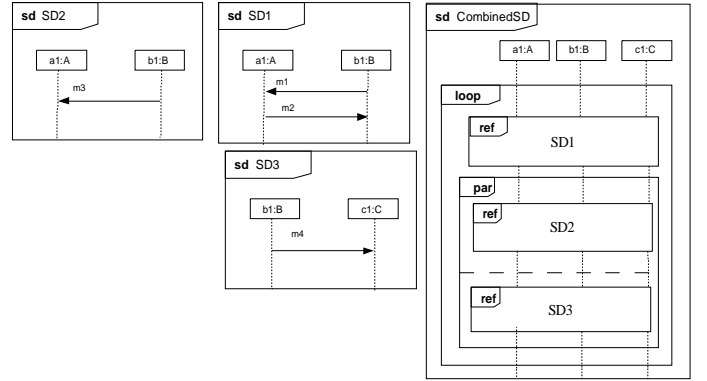 sd SD2
a1:A
b1:B
m3
sd SD1
a1:A
b1:B
m1
m2
sd SD3
b1:B
c1:C
m4
sd CombinedSD
a1:A
b1:B
c1:C
loop
ref
SD1
par
ref
SD2
ref
SD3